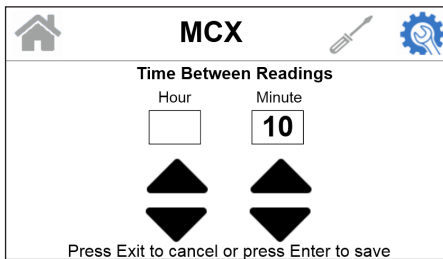 MCX
Time Between Readings
Hour Minute
10
Press Exit to cancel or press Enter to save